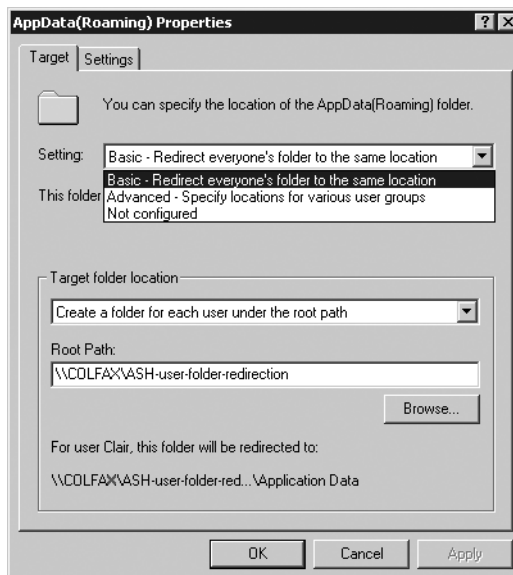 AppData(Roaming) Properties
Target
Settings
You can specify the location of the AppData(Roaming) folder.
Setting:
Basic - Redirect everyone's folder to the same location
Basic - Redirect everyone's folder to the same location
This folder
Advanced - Specify locations for various user groups
Not configured
Target folder location
Create a folder for each user under the root path
Root Path:
\\COLFAX\ASH-user-folder-redirection
Browse...
For user Clair, this folder will be redirected to:
\\COLFAX\ASH-user-folder-red...\Application Data
OK
Cancel
Apply